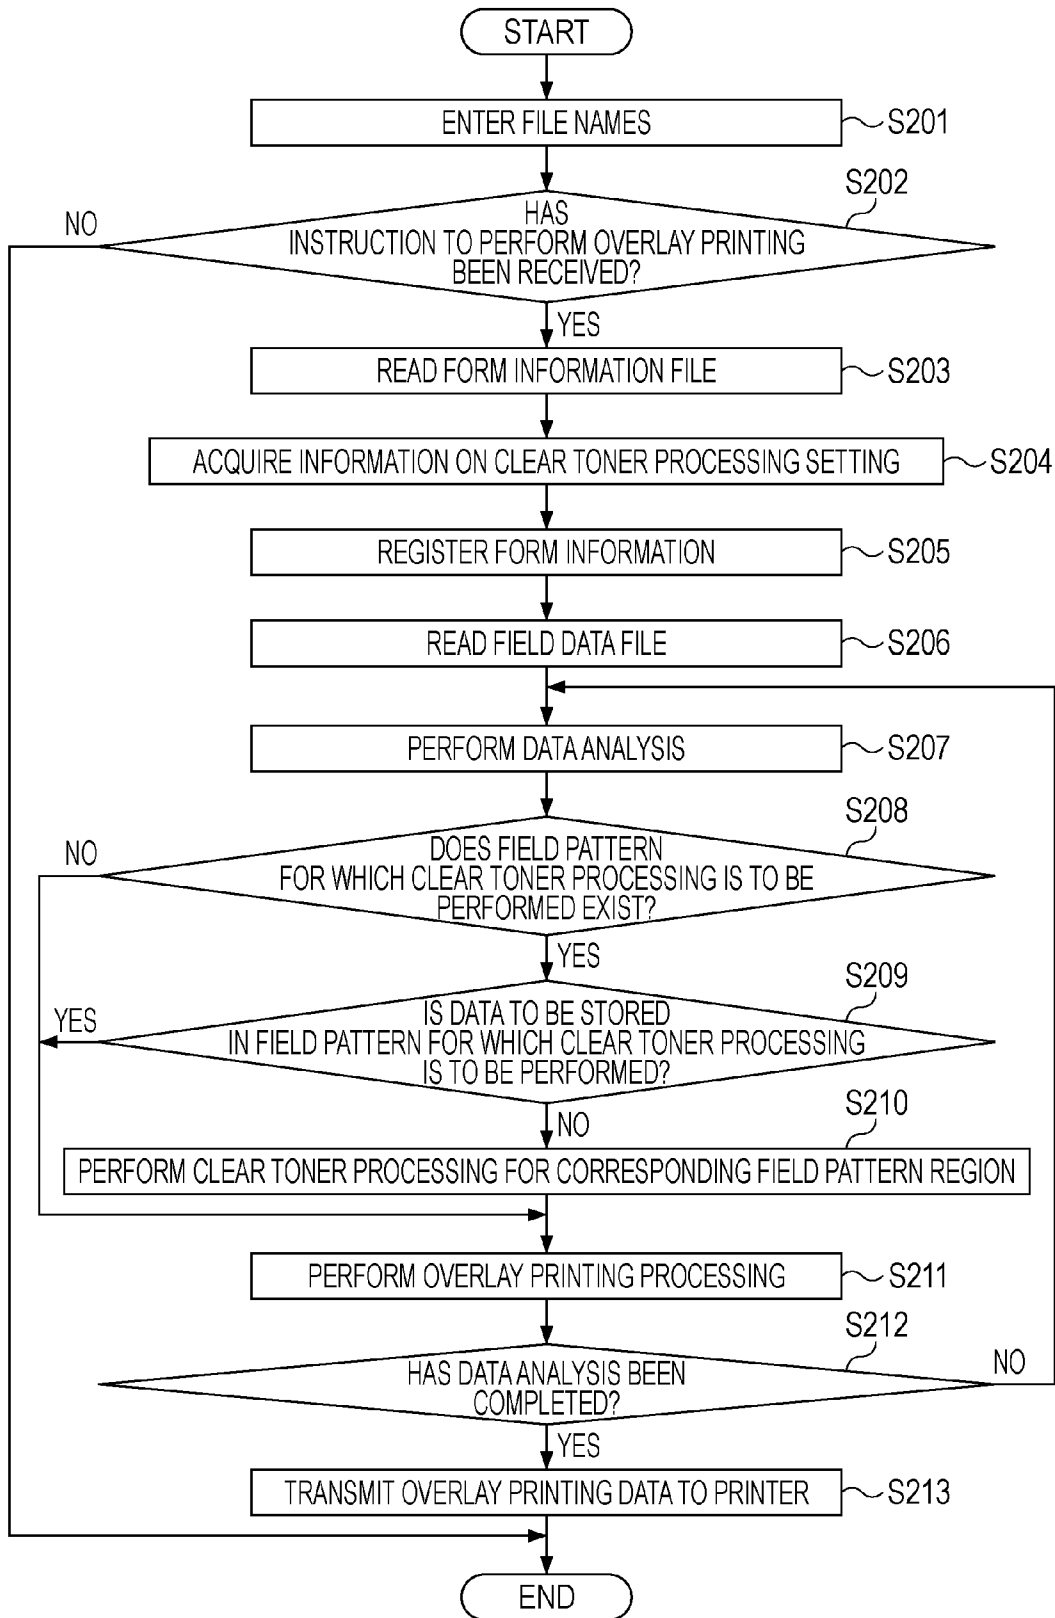 START
ENTER FILE NAMES
S201
S202
NO
HAS
INSTRUCTION TO PERFORM OVERLAY PRINTING
BEEN RECEIVED?
YES
READ FORM INFORMATION FILE
S203
ACQUIRE INFORMATION ON CLEAR TONER PROCESSING SETTING
S204
REGISTER FORM INFORMATION
S205
READ FIELD DATA FILE
S206
PERFORM DATA ANALYSIS
S207
S208
NO
DOES FIELD PATTERN
FOR WHICH CLEAR TONER PROCESSING IS TO BE
PERFORMED EXIST?
YES
S209
YES
IS DATA TO BE STORED
IN FIELD PATTERN FOR WHICH CLEAR TONER PROCESSING
IS TO BE PERFORMED?
NO
S210
PERFORM CLEAR TONER PROCESSING FOR CORRESPONDING FIELD PATTERN REGION
PERFORM OVERLAY PRINTING PROCESSING
S211
S212
HAS DATA ANALYSIS BEEN
COMPLETED?
NO
YES
TRANSMIT OVERLAY PRINTING DATA TO PRINTER
S213
END